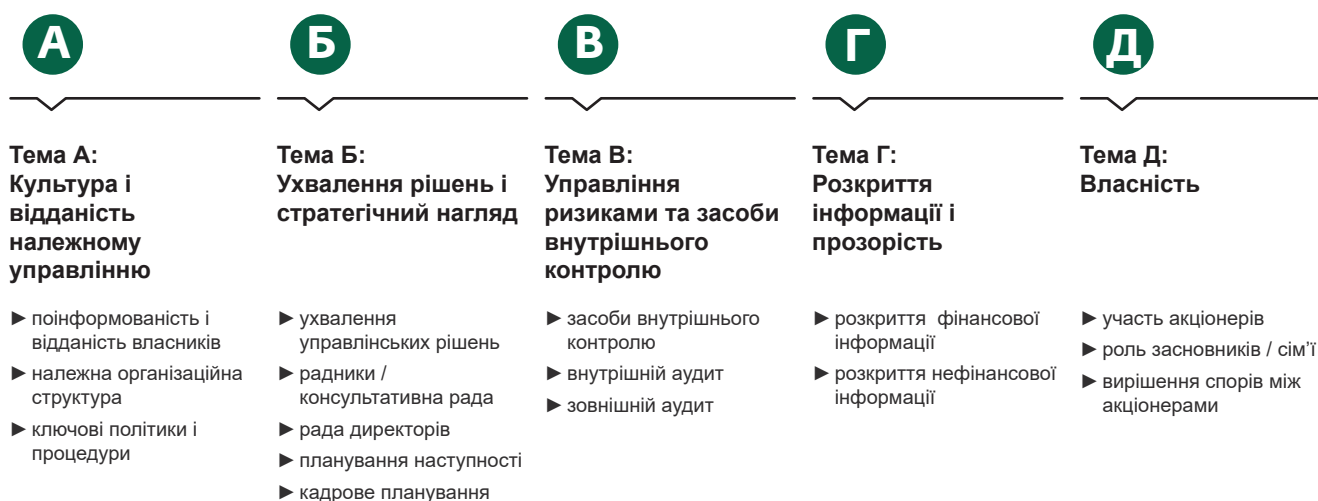 А
Тема А:
Культура і
відданість
належному
управлінню
► поінформованість і
відданість власників
► належна організаційна
структура
► ключові політики і
процедури
Б
Тема Б:
Ухвалення рішень і
стратегічний нагляд
► ухвалення
управлінських рішень
► радники /
консультативна рада
► рада директорів
► планування наступності
► кадрове планування
В
Тема В:
Управління
ризиками та засоби
внутрішнього
контролю
► засоби внутрішнього
контролю
► внутрішній аудит
► зовнішній аудит
Г
Тема Г:
Розкриття
інформації і
прозорість
► розкриття фінансової
інформації
► розкриття нефінансової
інформації
Д
Тема Д:
Власність
► участь акціонерів
► роль засновників / сім’ї
► вирішення спорів між
акціонерами